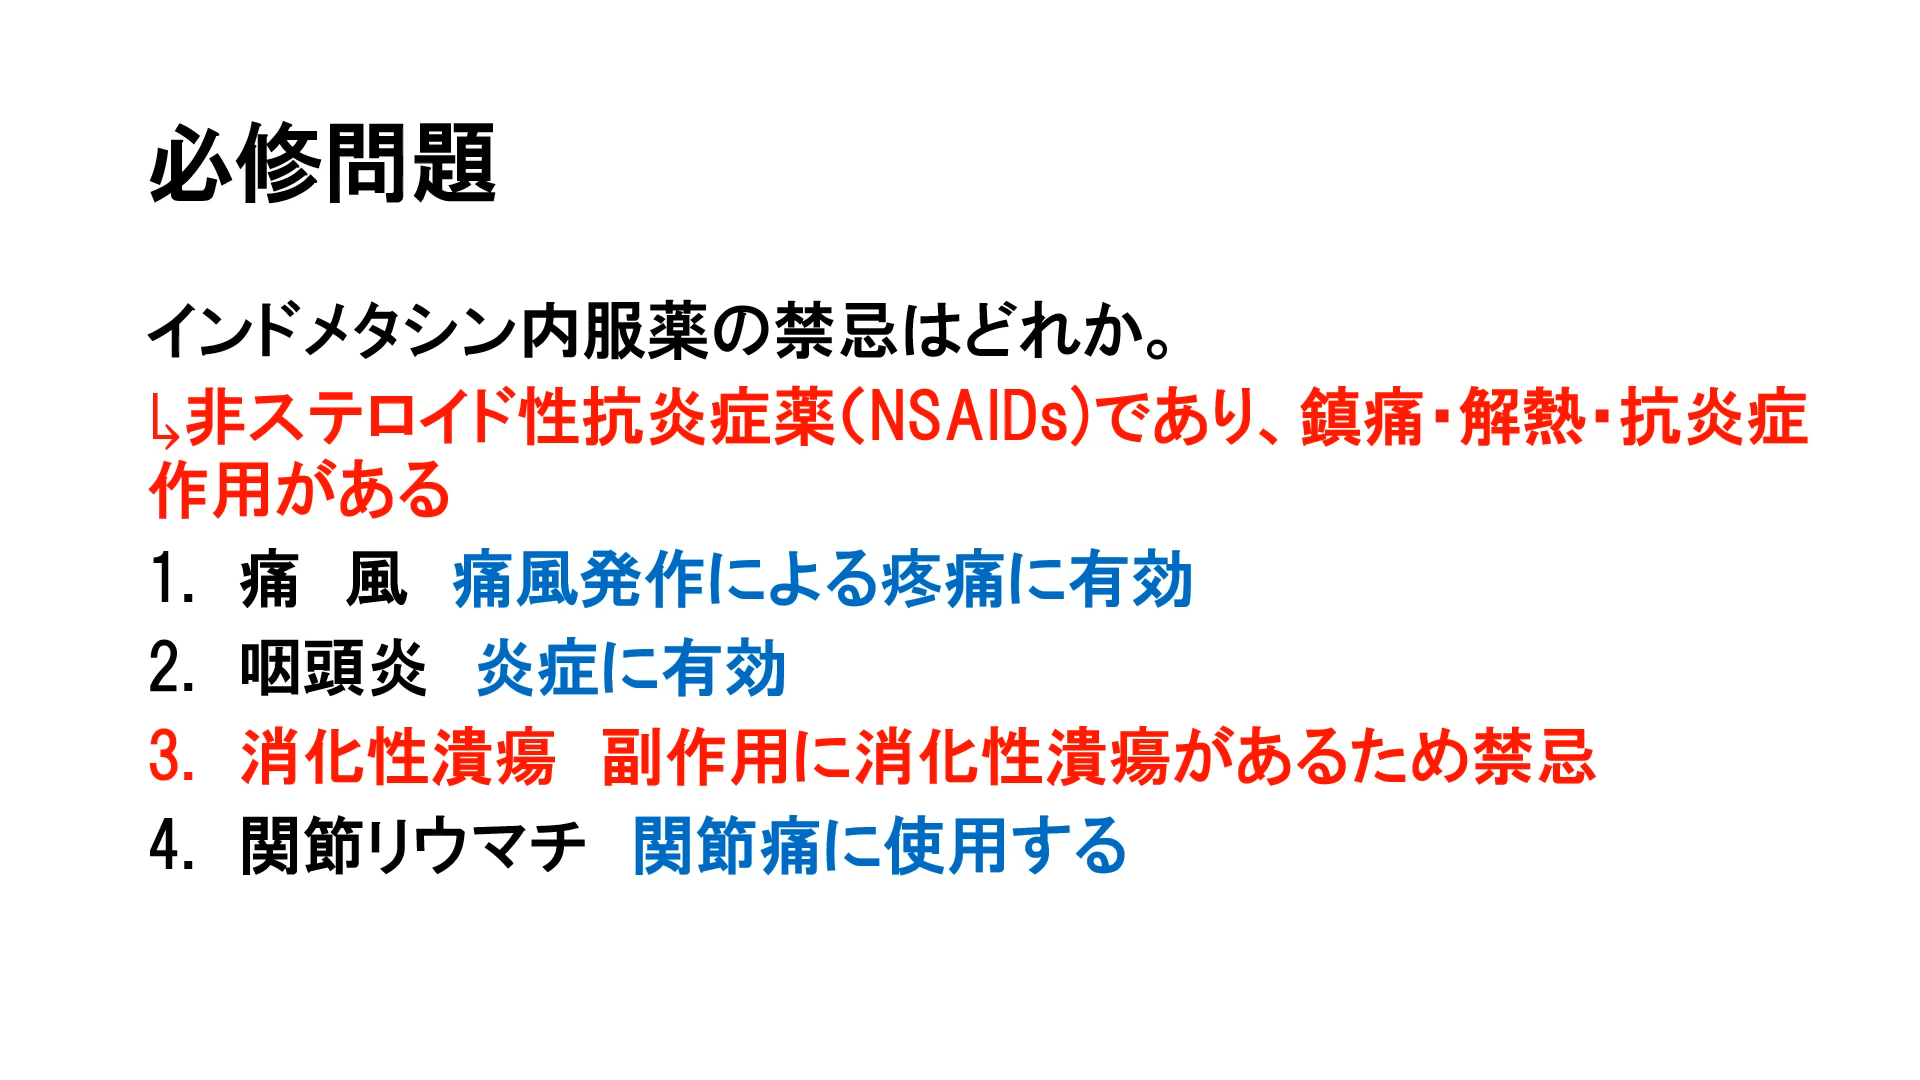 必修問題
インドメタシン内服薬の禁忌はどれか。
↳非ステロイド性抗炎症薬(NSAIDs)であり、鎮痛・解熱・抗炎症
作用がある
1. 痛　風　痛風発作による疼痛に有効
2. 咽頭炎　炎症に有効
3. 消化性潰瘍　副作用に消化性潰瘍があるため禁忌
4. 関節リウマチ　関節痛に使用する